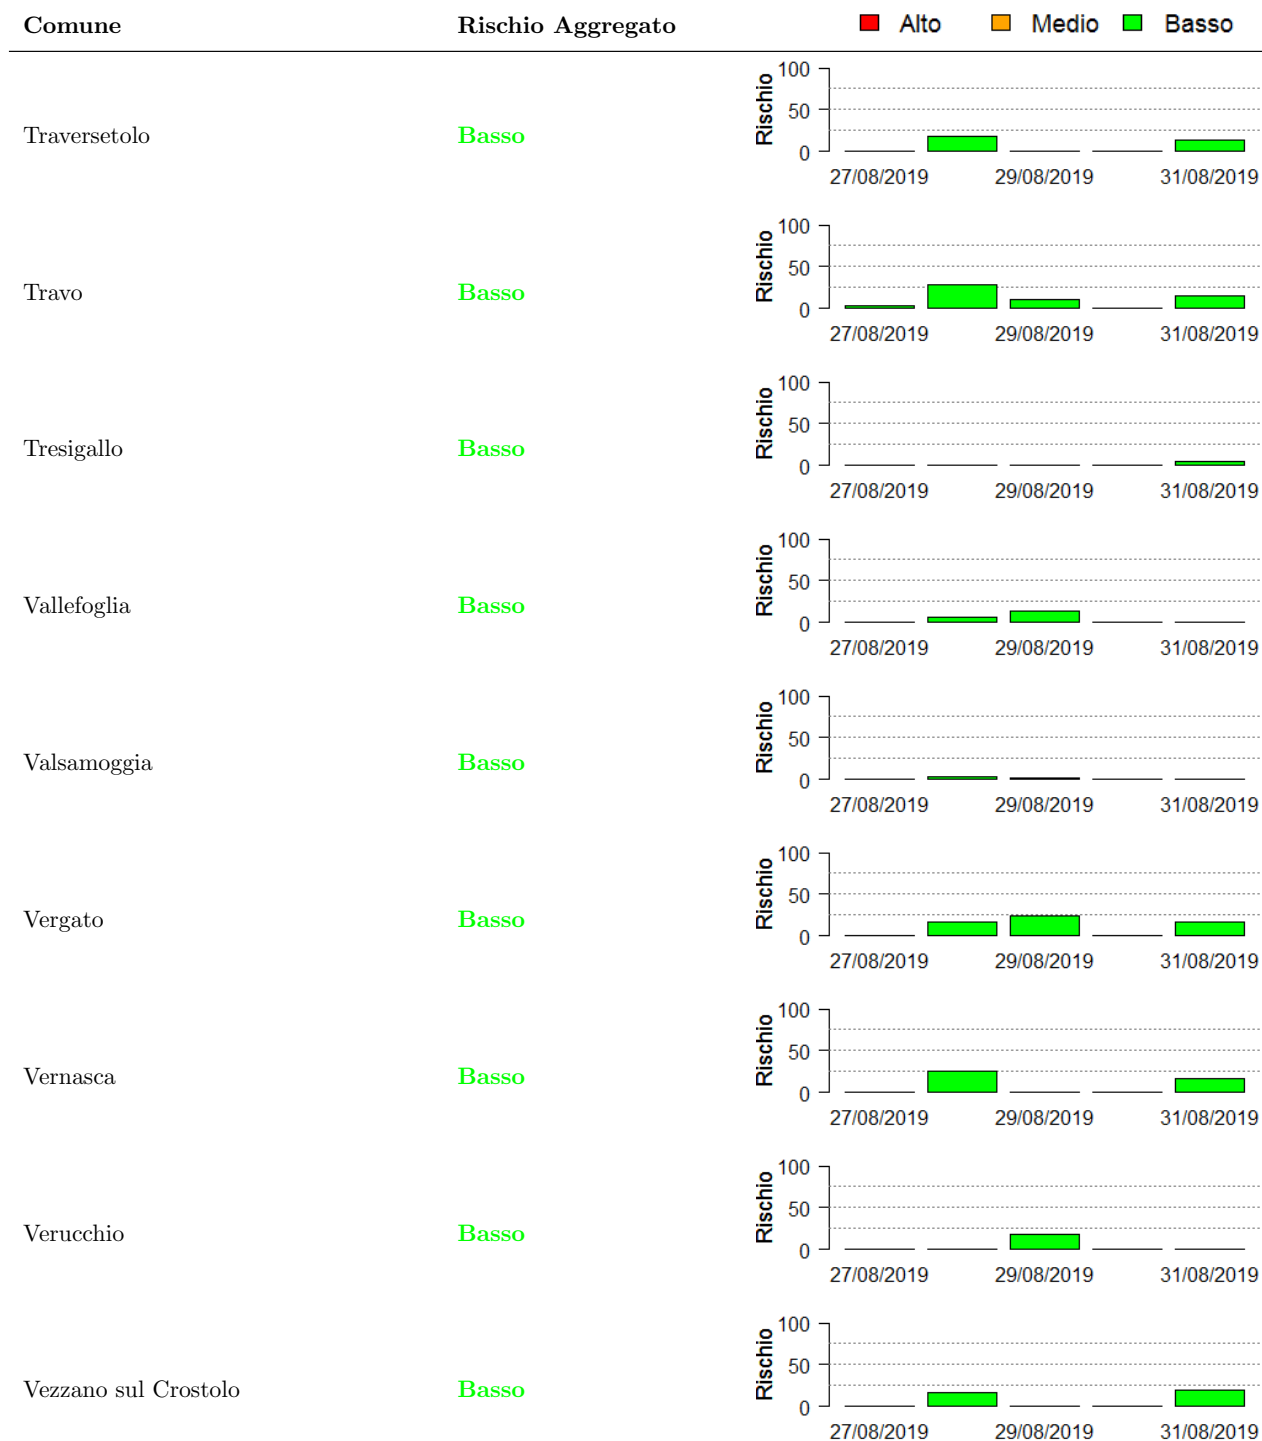 Comune Rischio Aggregato Alto Medio Basso
Traversetolo Basso Rischio 100 50 0
27/08/2019 29/08/2019 31/08/2019
Travo Basso Rischio 100 50 0
27/08/2019 29/08/2019 31/08/2019
Tresigallo Basso Rischio 100 50 0
27/08/2019 29/08/2019 31/08/2019
Vallefoglia Basso Rischio 100 50 0
27/08/2019 29/08/2019 31/08/2019
Valsamoggia Basso Rischio 100 50 0
27/08/2019 29/08/2019 31/08/2019
Vergato Basso Rischio 100 50 0
27/08/2019 29/08/2019 31/08/2019
Vernasca Basso Rischio 100 50 0
27/08/2019 29/08/2019 31/08/2019
Verucchio Basso Rischio 100 50 0
27/08/2019 29/08/2019 31/08/2019
Vezzano sul Crostolo Basso Rischio 100 50 0
27/08/2019 29/08/2019 31/08/2019